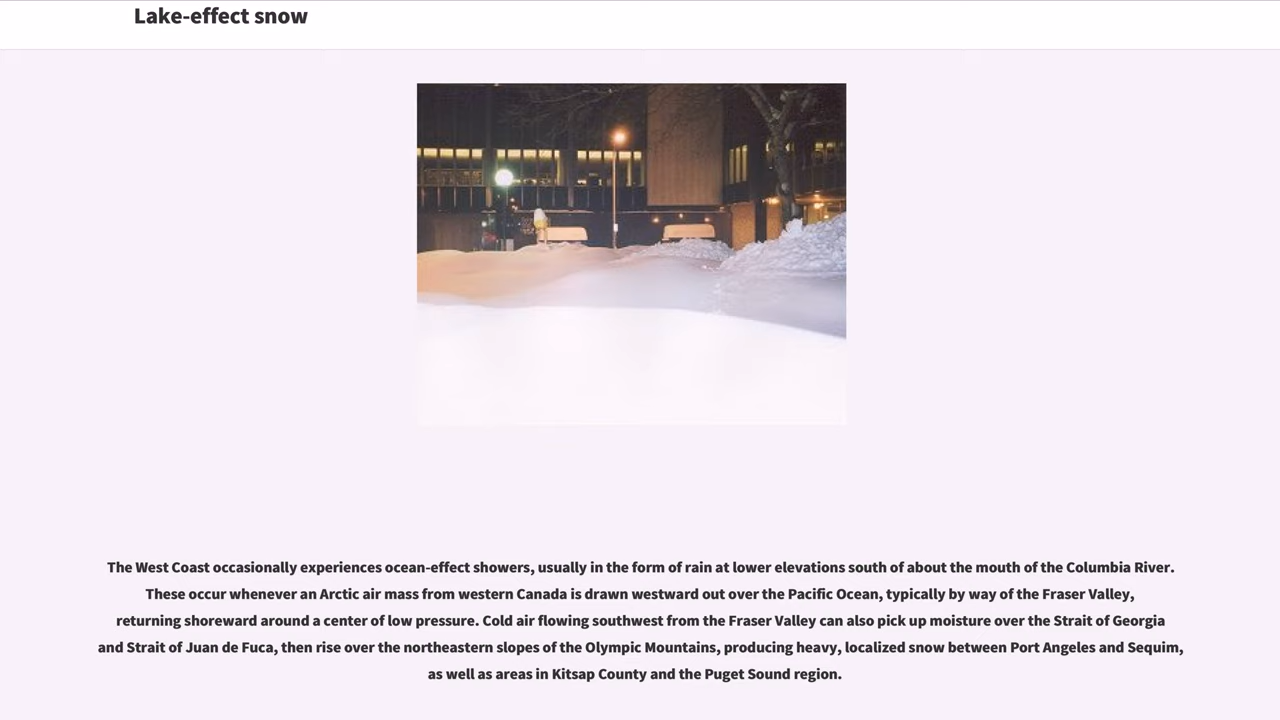 Lake-effect snow
The West Coast occasionally experiences ocean-effect showers, usually in the form of rain at lower elevations south of about the mouth of the Columbia River.
These occur whenever an Arctic air mass from western Canada is drawn westward out over the Pacific Ocean, typically by way of the Fraser Valley,
returning shoreward around a center of low pressure. Cold air flowing southwest from the Fraser Valley can also pick up moisture over the Strait of Georgia
and Strait of Juan de Fuca, then rise over the northeastern slopes of the Olympic Mountains, producing heavy, localized snow between Port Angeles and Sequim,
as well as areas in Kitsap County and the Puget Sound region.